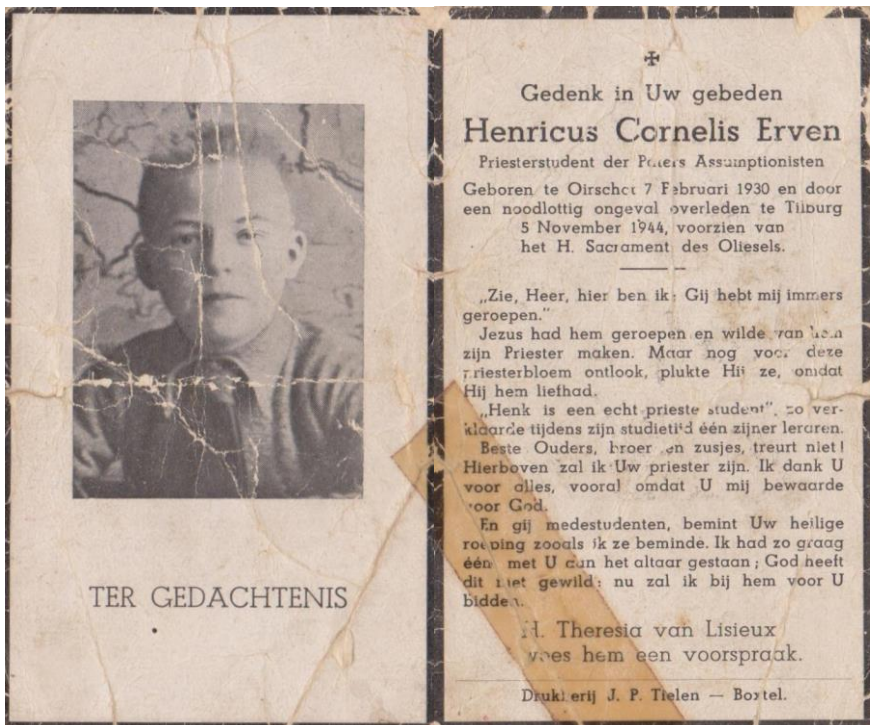 TER GEDACHTENIS
✠
Gedenk in Uw gebeden
Henricus Cornelis Erven
Priesterstudent der Paters Assumptionisten
Geboren te Oirschot 7 Februari 1930 en door
een noodlottig ongeval overleden te Tilburg
5 November 1944, voorzien van
het H. Sacrament des Oliesels.
„Zie, Heer, hier ben ik: Gij hebt mij immers
geroepen."
Jezus had hem geroepen en wilde van hem
zijn Priester maken. Maar nog voor deze
priesterbloem ontlook, plukte Hij ze, omdat
Hij hem liefhad.
„Henk is een echt priesterstudent", zo ver-
klaarde tijdens zijn studietijd één zijner leraren.
Beste Ouders, broer en zusjes, treurt niet!
Hierboven zal ik Uw priester zijn. Ik dank U
voor alles, vooral omdat U mij bewaarde
voor God.
En gij medestudenten, bemint Uw heilige
roeping zooals ik ze beminde. Ik had zo graag
één met U aan het altaar gestaan; God heeft
dit niet gewild: nu zal ik bij hem voor U
bidden.
H. Theresia van Lisieux
wees hem een voorspraak.
Drukkerij J. P. Tielen — Boxtel.